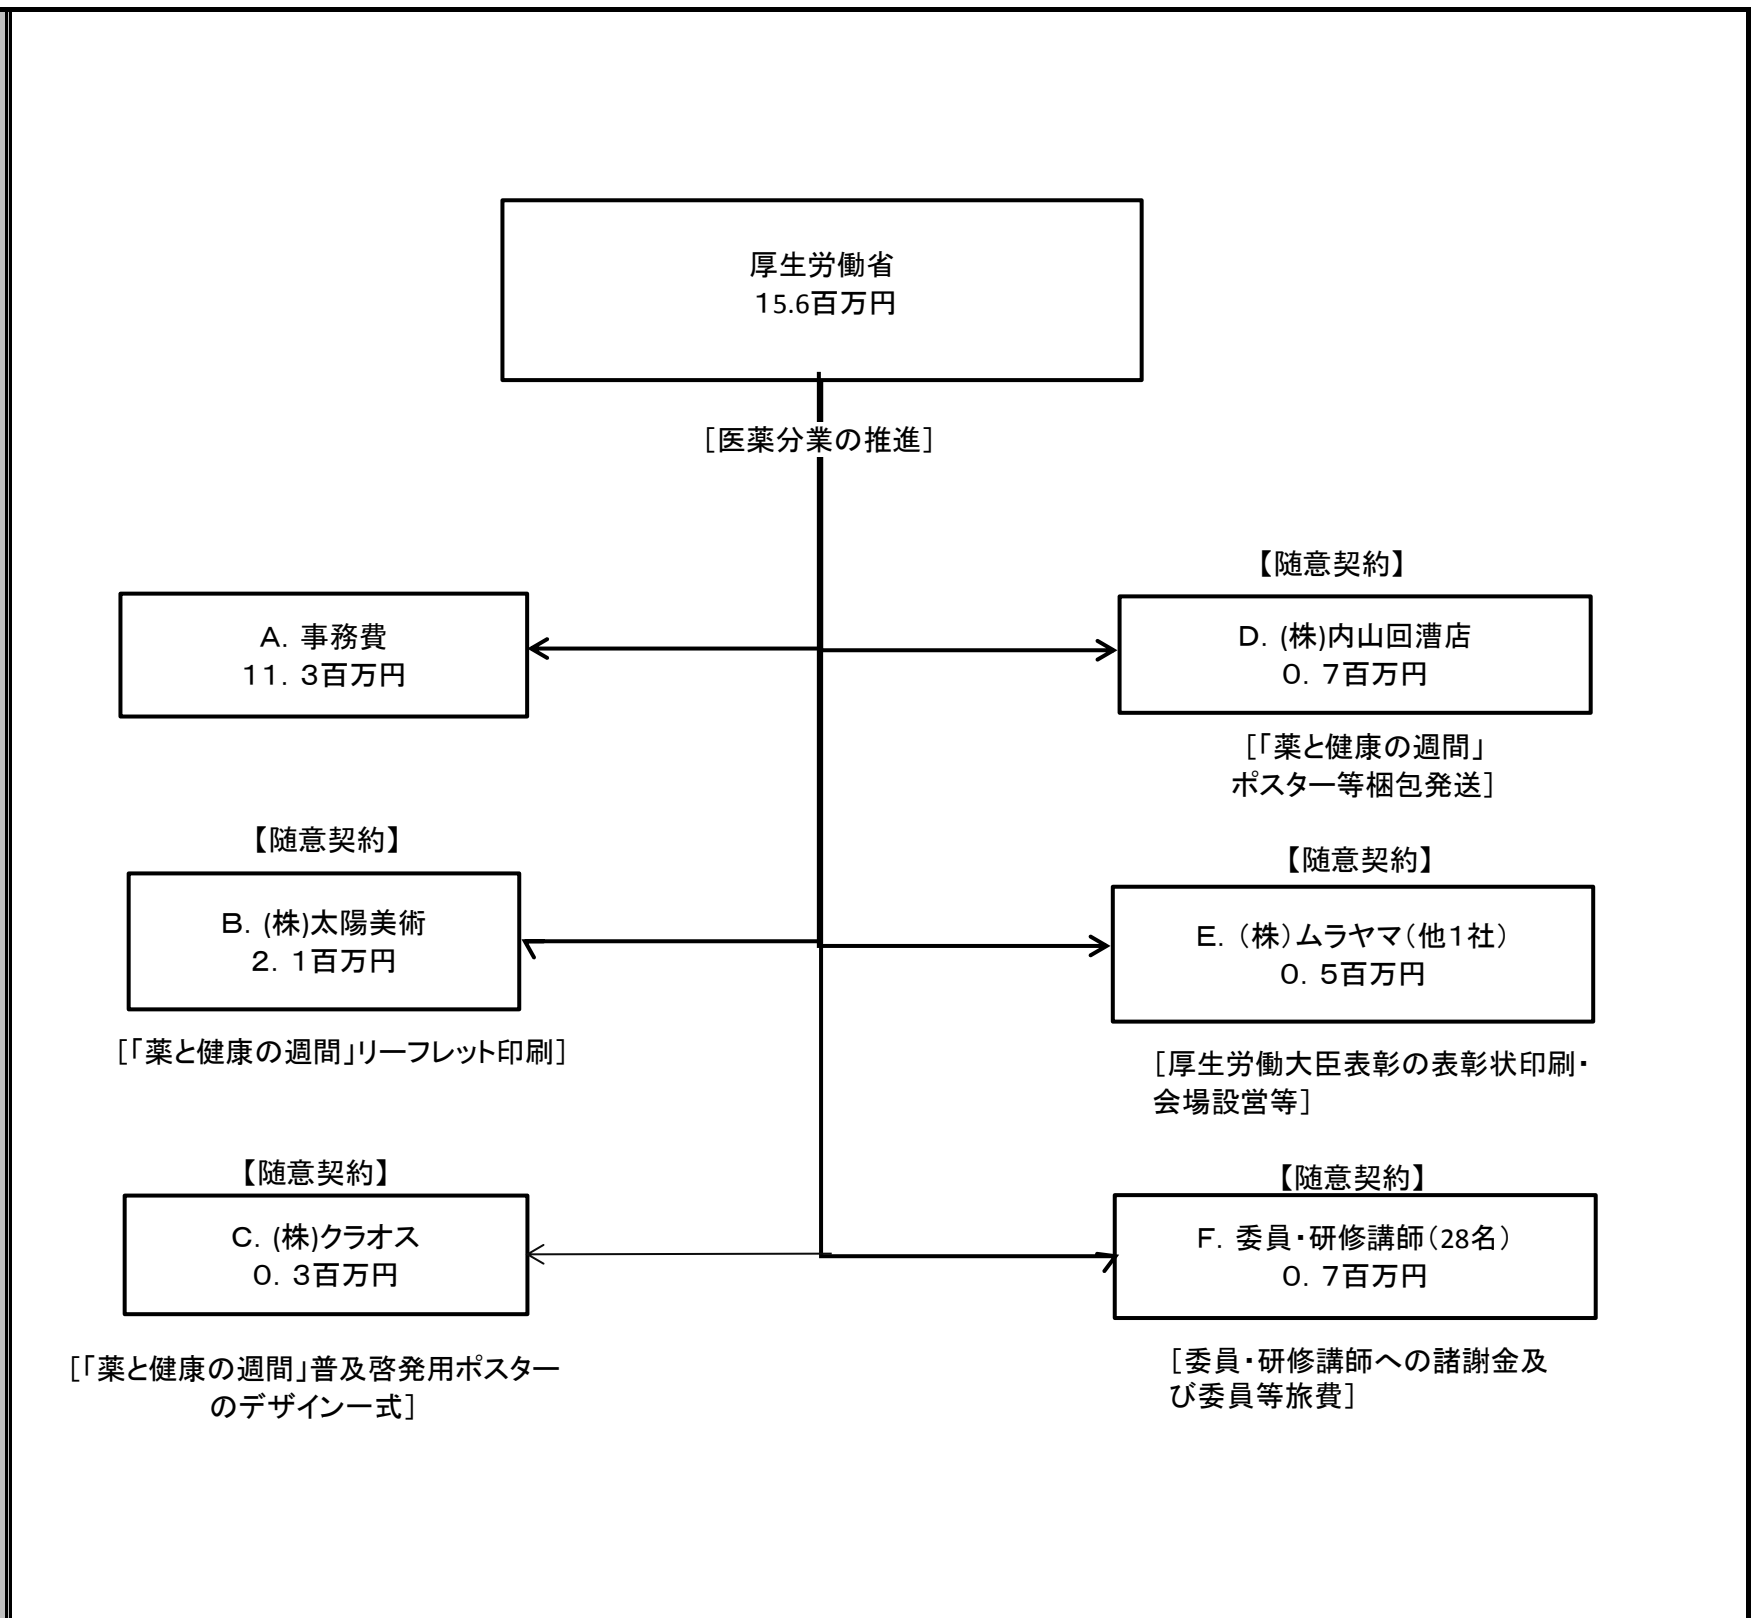 厚生労働省
15.6百万円
[医薬分業の推進]
A. 事務費
11. 3百万円
【随意契約】
B. (株)太陽美術
2. 1百万円
[「薬と健康の週間」リーフレット印刷]
【随意契約】
C. (株)クラオス
0. 3百万円
[「薬と健康の週間」普及啓発用ポスター
のデザイン一式]
【随意契約】
D. (株)内山回漕店
0. 7百万円
[「薬と健康の週間」
ポスター等梱包発送]
【随意契約】
E. (株)ムラヤマ(他1社)
0. 5百万円
[厚生労働大臣表彰の表彰状印刷・
会場設営等]
【随意契約】
F. 委員・研修講師(28名)
0. 7百万円
[委員・研修講師への諸謝金及
び委員等旅費]